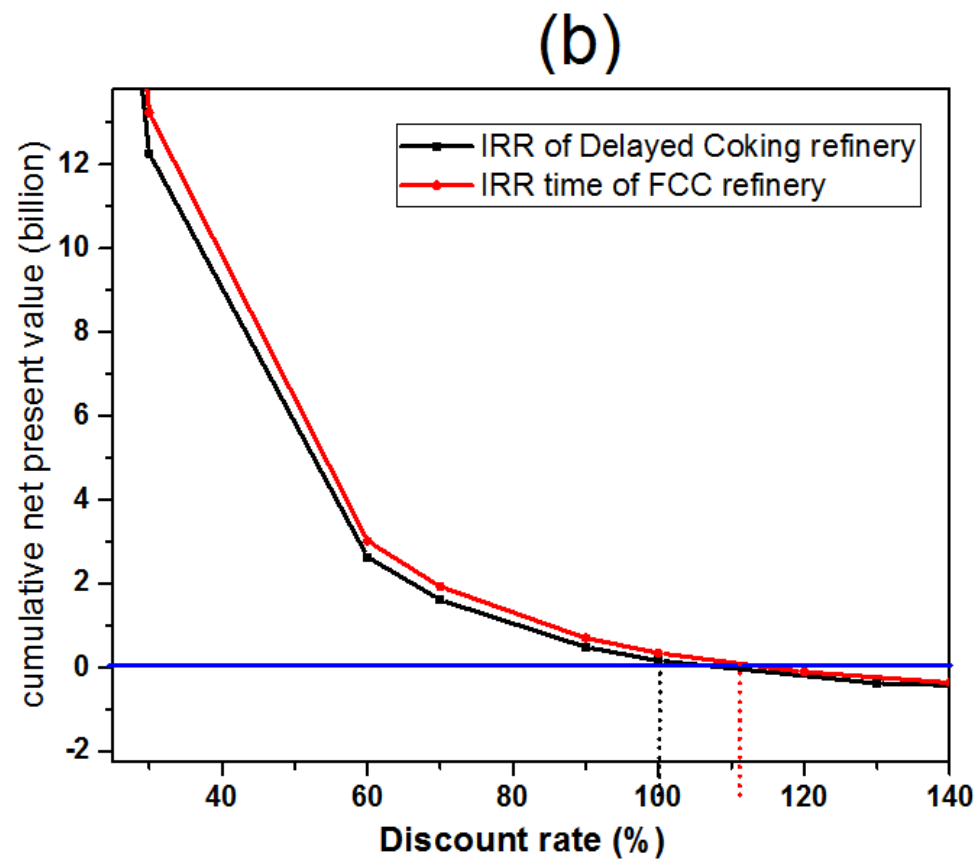 (b)
IRR of Delayed Coking refinery
IRR time of FCC refinery
cumulative net present value (billion)
12
10
8
6
4
2
0
-2
40 60 80 100 120 140
Discount rate (%)